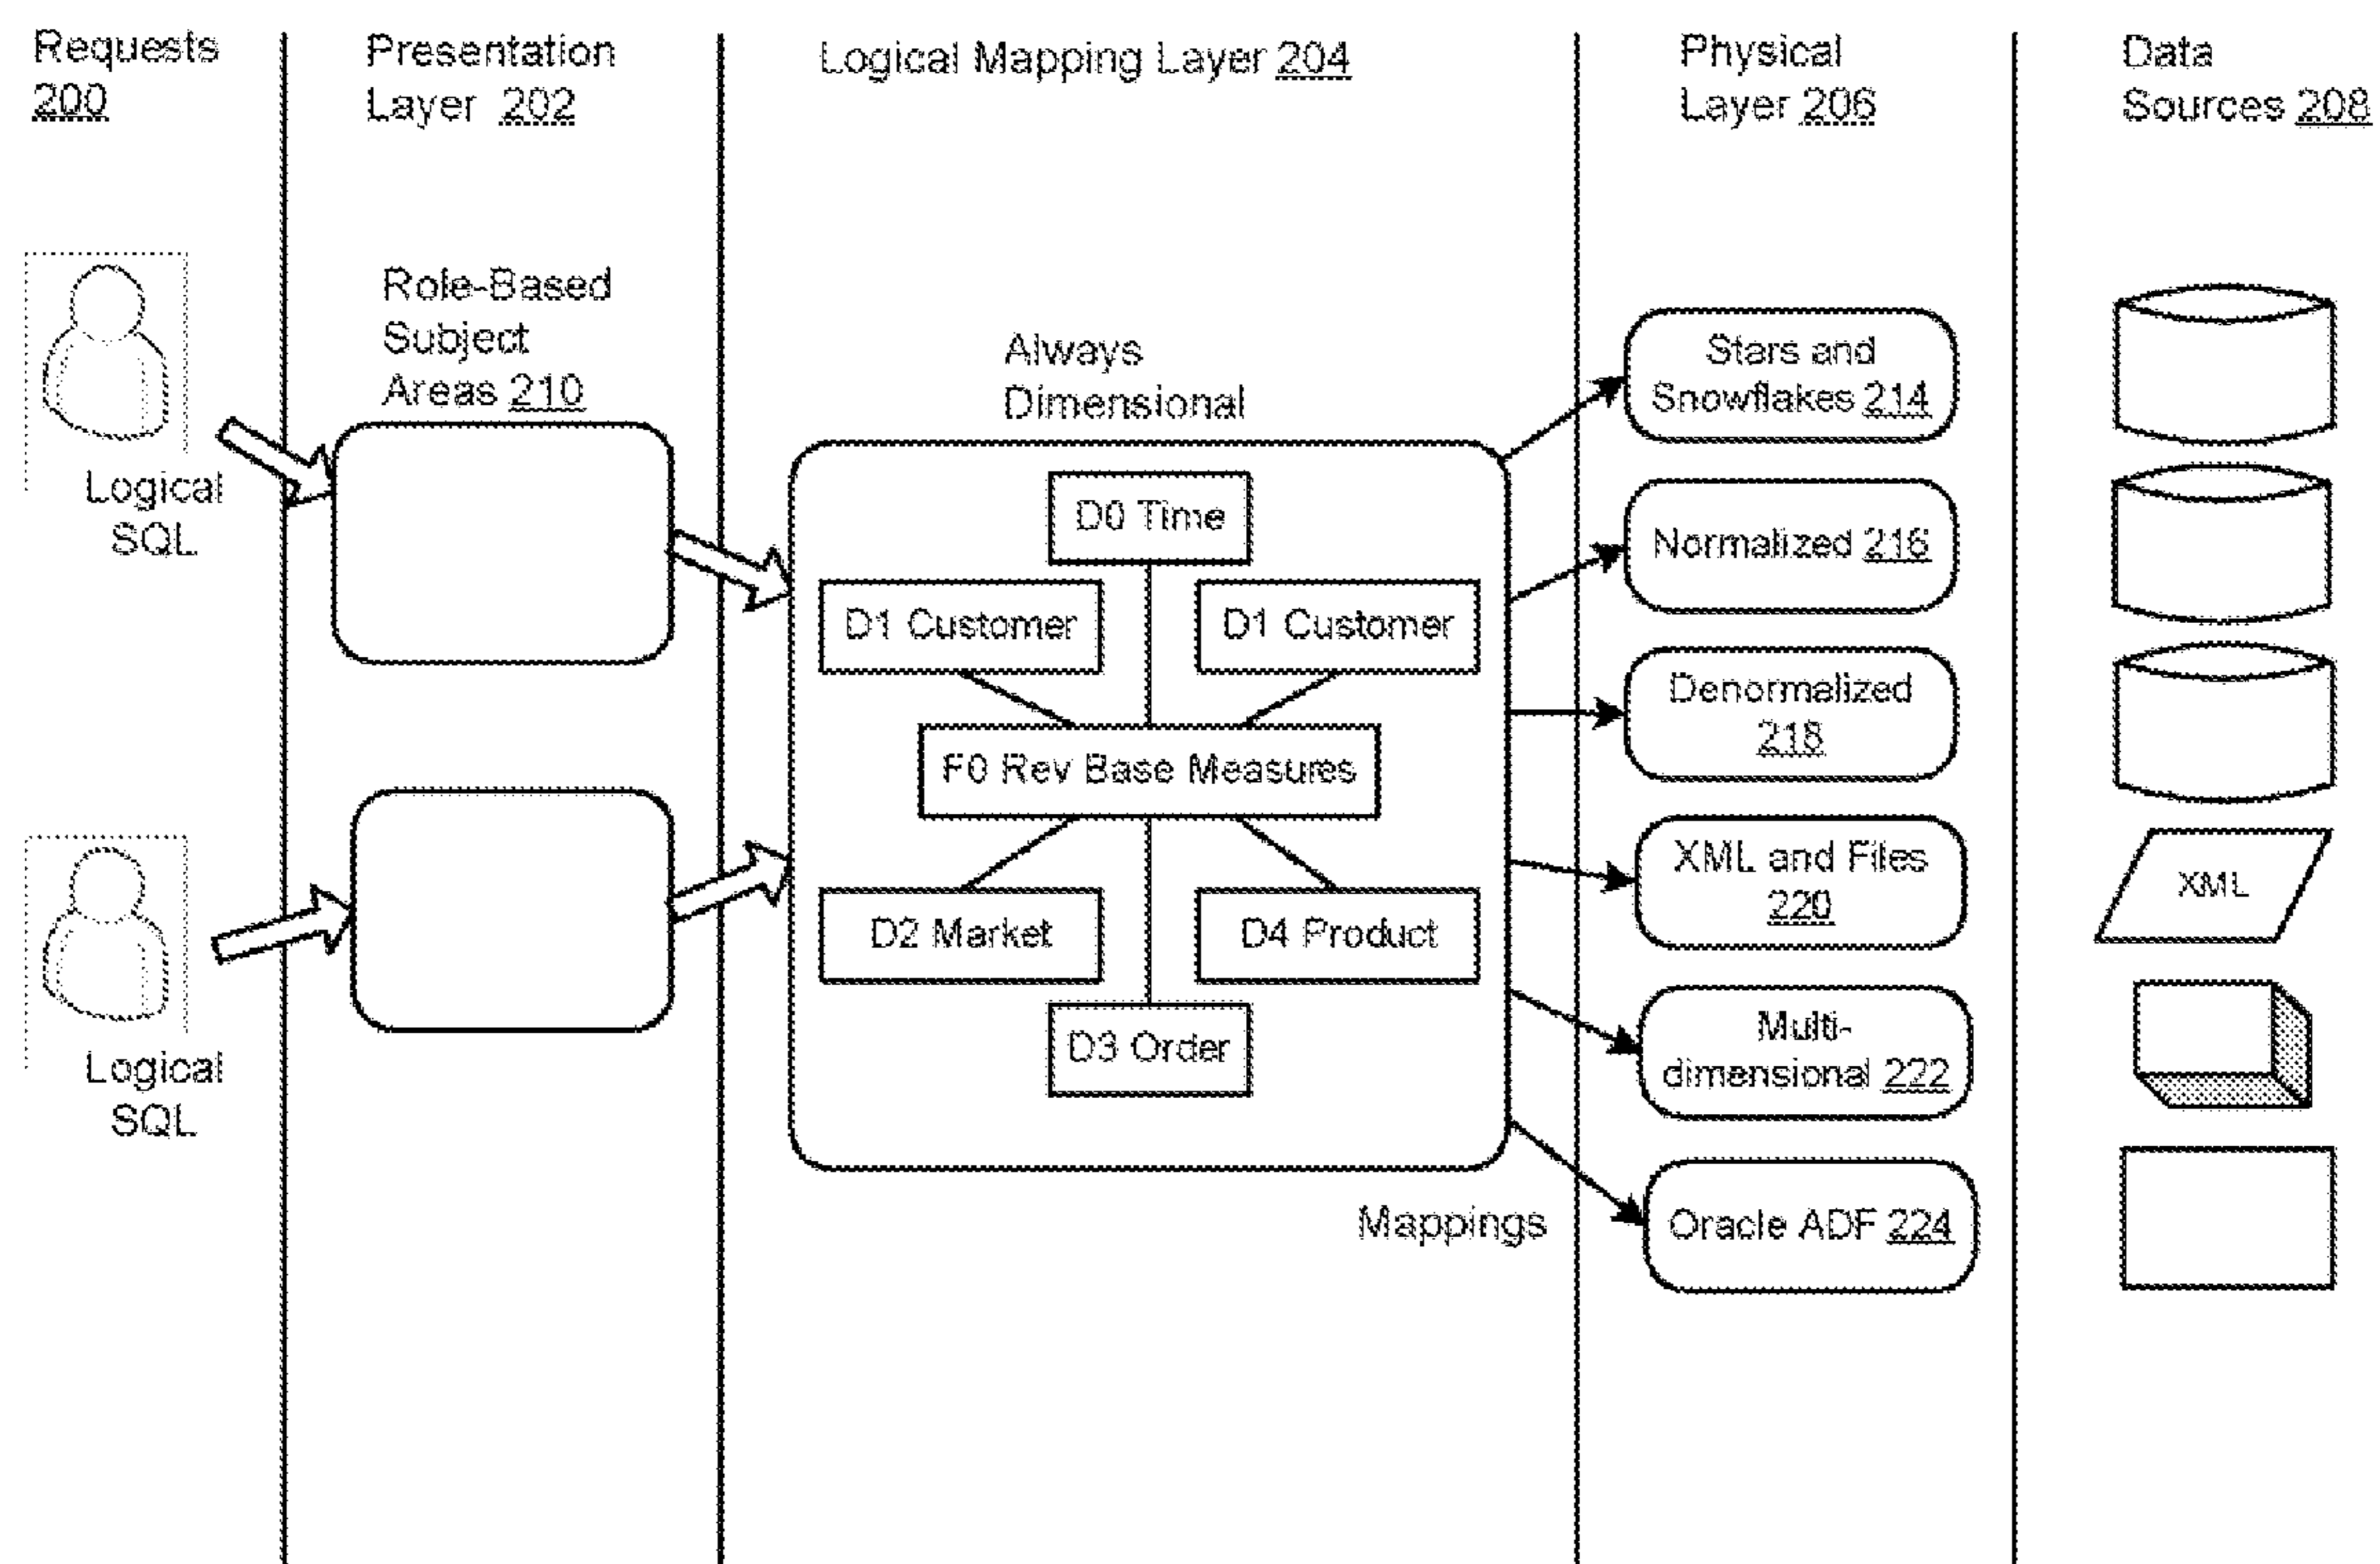 Requests
200
Presentation
Layer 202
Logical Mapping Layer 204
Physical
Layer 206
Data
Sources 208
Logical
SQL
Logical
SQL
Role-Based
Subject
Areas 210
Always
Dimensional
D0 Time
D1 Customer
D1 Customer
F0 Rev Base Measures
D2 Market
D4 Product
D3 Order
Mappings
Stars and
Snowflakes 214
Normalized 216
Denormalized
218
XML and Files
220
Multi-
dimensional 222
Oracle ADF 224
XML